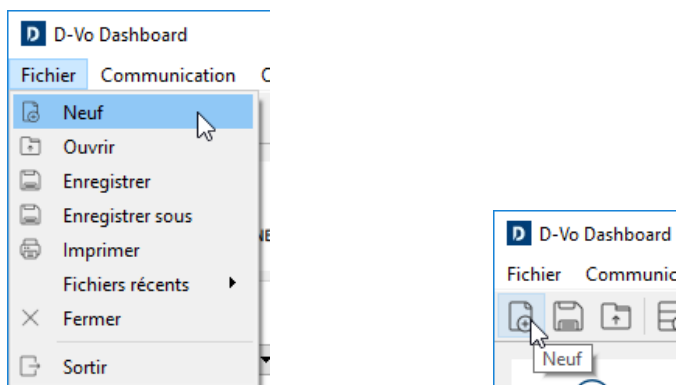 D-Vo Dashboard
Fichier Communication
Neuf
Ouvrir
Enregistrer
Enregistrer sous
Imprimer
Fichiers récents
Fermer
Sortir
D-Vo Dashboard
Fichier
Neuf